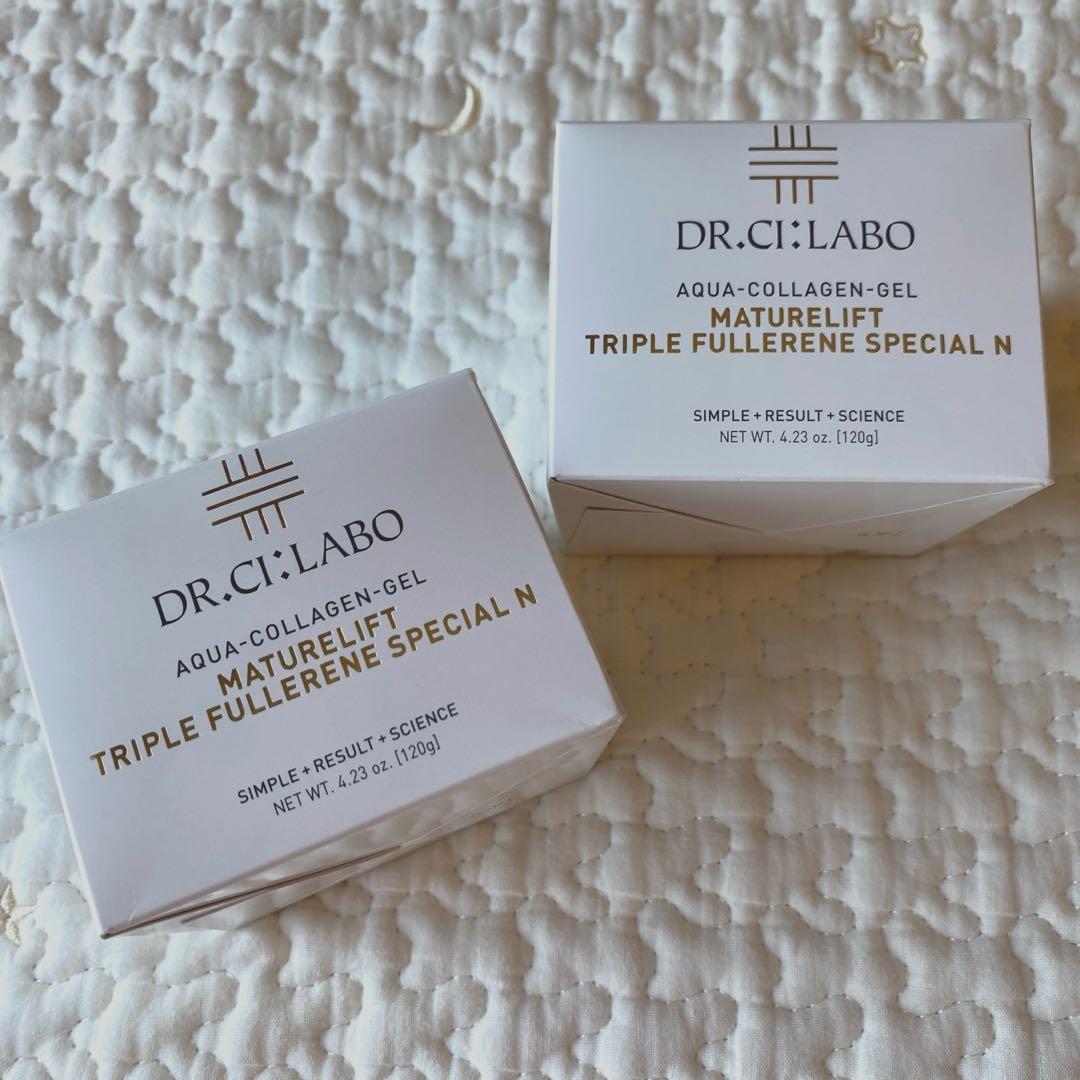 DR.CI:LABO
AQUA-COLLAGEN-GEL
MATURELIFT
TRIPLE FULLERENE SPECIAL N
SIMPLE + RESULT + SCIENCE
NET WT. 4.23 oz. [120g]
DR.CI:LABO
AQUA-COLLAGEN-GEL
MATURELIFT
TRIPLE FULLERENE SPECIAL N
SIMPLE + RESULT + SCIENCE
NET WT. 4.23 oz. [120g]